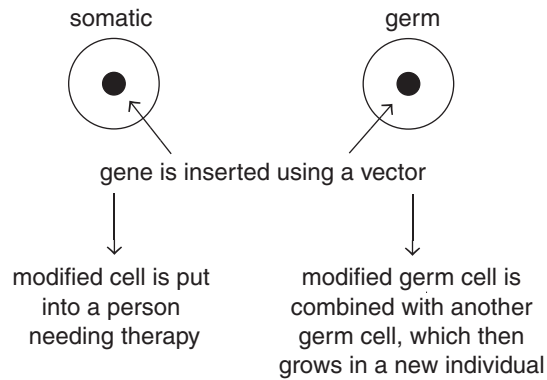 somatic
germ
gene is inserted using a vector
modified cell is put
into a person
needing therapy
modified germ cell is
combined with another
germ cell, which then
grows in a new individual